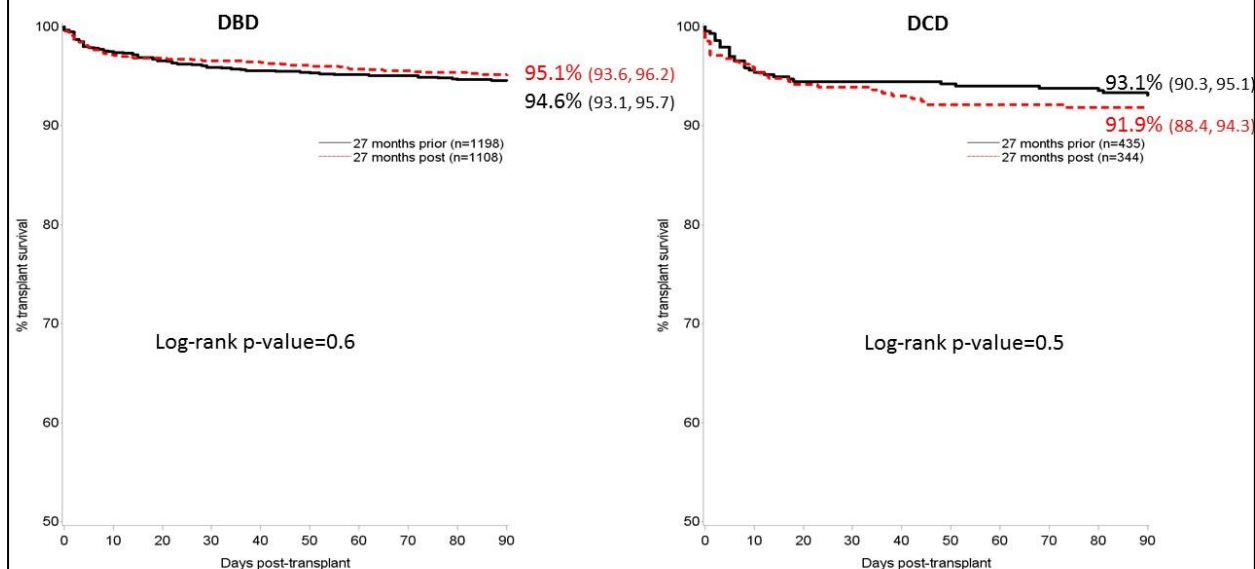 DBD
100
90
80
70
60
50
% transplant survival
95.1% (93.6, 96.2)
94.6% (93.1, 95.7)
27 months prior (n=1198)
27 months post (n=1108)
Log-rank p-value=0.6
0 10 20 30 40 50 60 70 80 90
Days post-transplant
DCD
100
90
80
70
60
50
% transplant survival
93.1% (90.3, 95.1)
91.9% (88.4, 94.3)
27 months prior (n=435)
27 months post (n=344)
Log-rank p-value=0.5
0 10 20 30 40 50 60 70 80 90
Days post-transplant